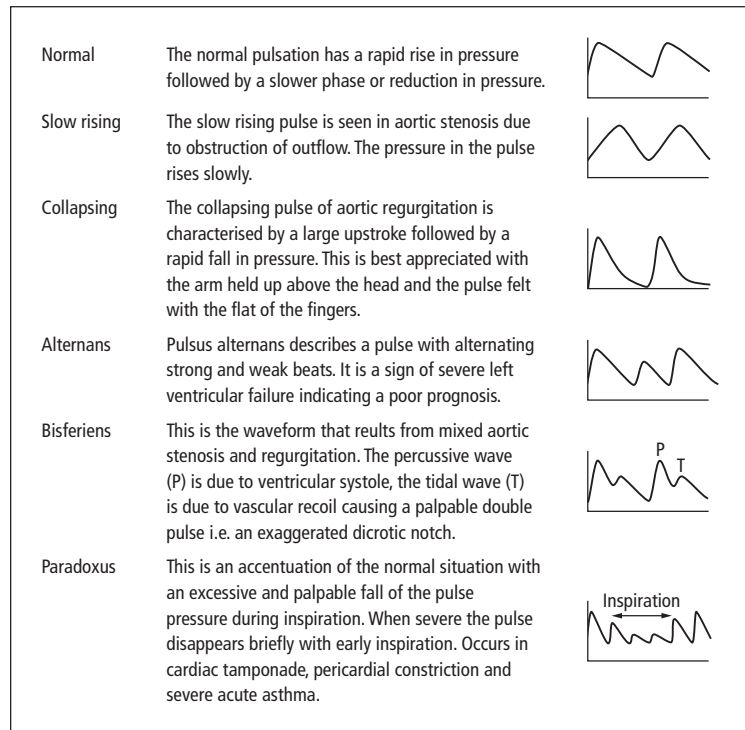 Normal
The normal pulsation has a rapid rise in pressure
followed by a slower phase or reduction in pressure.
Slow rising
The slow rising pulse is seen in aortic stenosis due
to obstruction of outflow. The pressure in the pulse
rises slowly.
Collapsing
The collapsing pulse of aortic regurgitation is
characterised by a large upstroke followed by a
rapid fall in pressure. This is best appreciated with
the arm held up above the head and the pulse felt
with the flat of the fingers.
Alternans
Pulsus alternans describes a pulse with alternating
strong and weak beats. It is a sign of severe left
ventricular failure indicating a poor prognosis.
Bisferiens
This is the waveform that reults from mixed aortic
stenosis and regurgitation. The percussive wave
(P) is due to ventricular systole, the tidal wave (T)
is due to vascular recoil causing a palpable double
pulse i.e. an exaggerated dicrotic notch.
P
T
Paradoxus
This is an accentuation of the normal situation with
an excessive and palpable fall of the pulse
pressure during inspiration. When severe the pulse
disappears briefly with early inspiration. Occurs in
cardiac tamponade, pericardial constriction and
severe acute asthma.
Inspiration